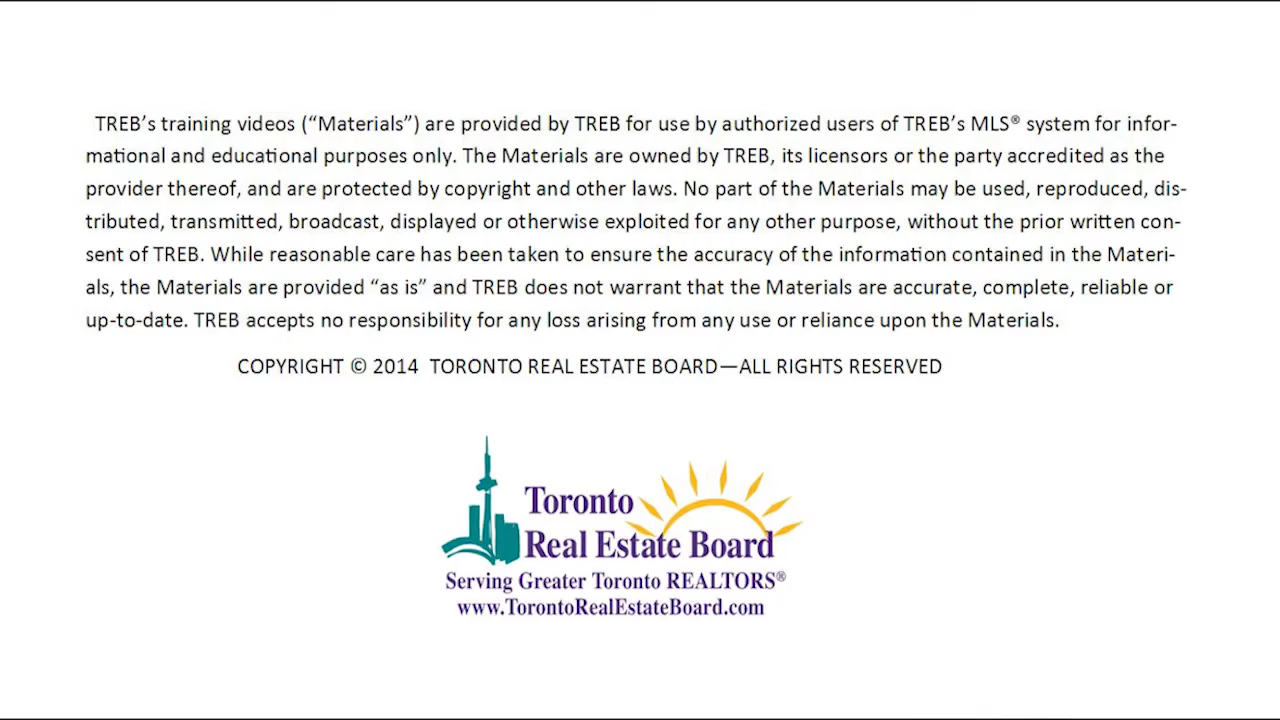 TREB’s training videos (“Materials”) are provided by TREB for use by authorized users of TREB’s MLS® system for infor-
mational and educational purposes only. The Materials are owned by TREB, its licensors or the party accredited as the
provider thereof, and are protected by copyright and other laws. No part of the Materials may be used, reproduced, dis-
tributed, transmitted, broadcast, displayed or otherwise exploited for any other purpose, without the prior written con-
sent of TREB. While reasonable care has been taken to ensure the accuracy of the information contained in the Materi-
als, the Materials are provided “as is” and TREB does not warrant that the Materials are accurate, complete, reliable or
up-to-date. TREB accepts no responsibility for any loss arising from any use or reliance upon the Materials.
COPYRIGHT © 2014 TORONTO REAL ESTATE BOARD—ALL RIGHTS RESERVED
Toronto
Real Estate Board
Serving Greater Toronto REALTORS®
www.TorontoRealEstateBoard.com